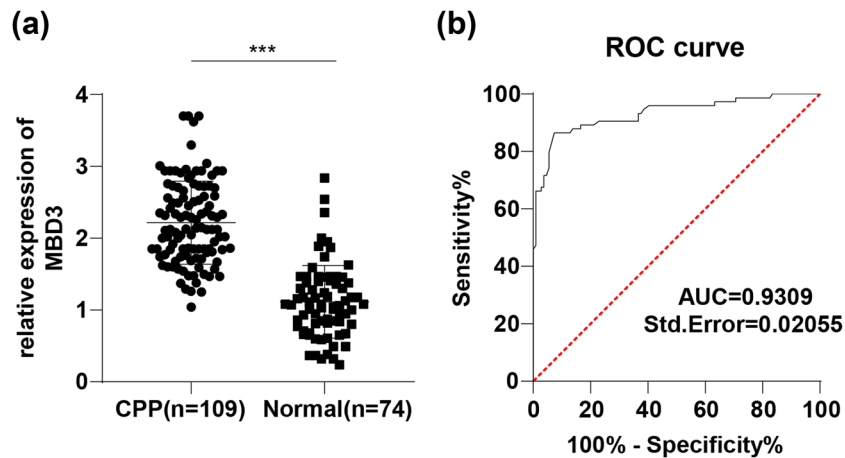 (a)
***
relative expression of
MBD3
4
3
2
1
0
CPP(n=109)
Normal(n=74)
(b)
ROC curve
Sensitivity%
100
80
60
40
20
0
AUC=0.9309
Std.Error=0.02055
0 20 40 60 80 100
100% - Specificity%